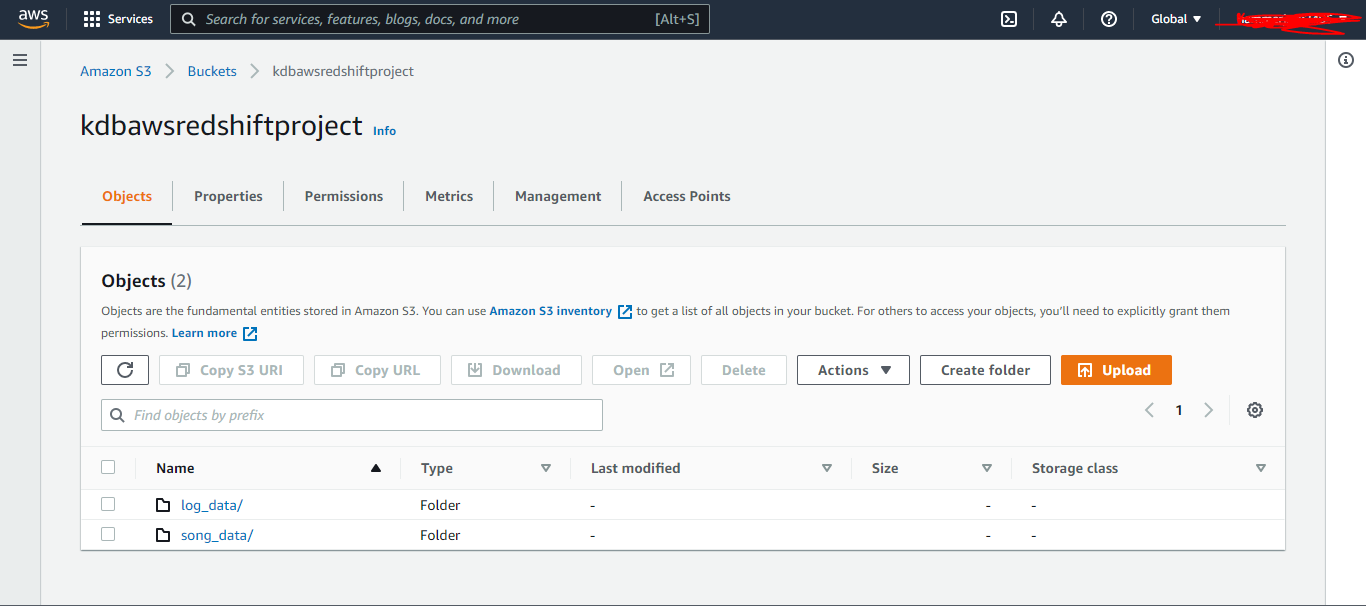 aws Services Search for services, features, blogs, docs, and more [Alt+S] Global
Amazon S3 Buckets kdbawsredshiftproject
kdbawsredshiftproject Info
Objects Properties Permissions Metrics Management Access Points
Objects (2)
Objects are the fundamental entities stored in Amazon S3. You can use Amazon S3 inventory to get a list of all objects in your bucket. For others to access your objects, you'll need to explicitly grant them
permissions. Learn more
Copy S3 URI Copy URL Download Open Delete Actions Create folder Upload
Find objects by prefix 1
Name Type Last modified Size Storage class
log_data/ Folder - - -
song_data/ Folder - - -